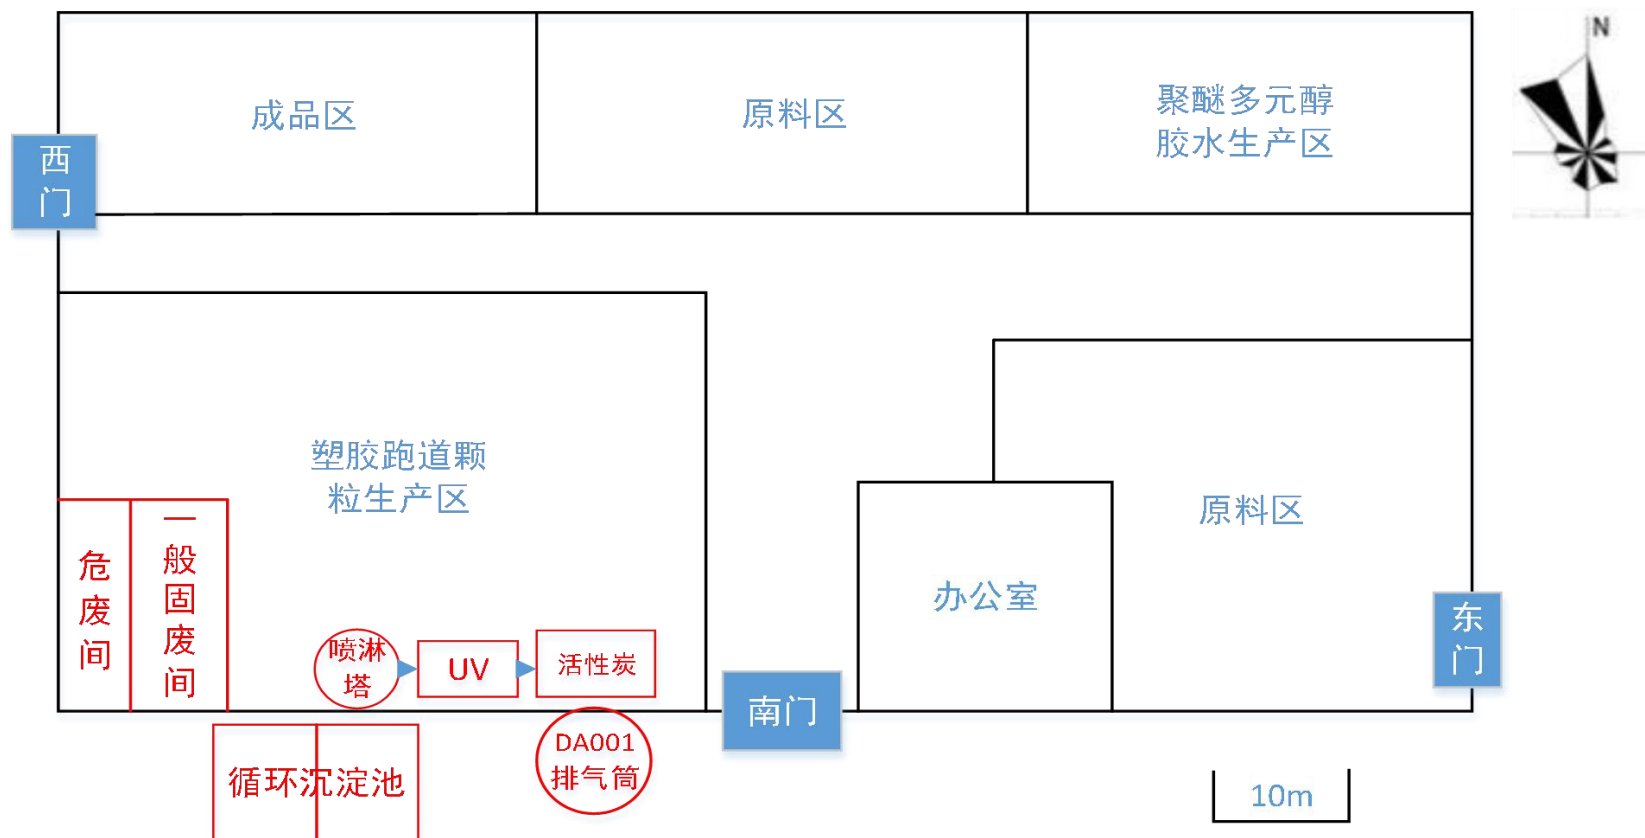 N
成品区
原料区
聚醚多元醇
胶水生产区
西
门
塑胶跑道颗
粒生产区
原料区
办公室
危
废
间
一
般
固
废
间
喷淋
塔
UV
活性炭
东
门
南门
DA001
排气筒
循环沉淀池
10m